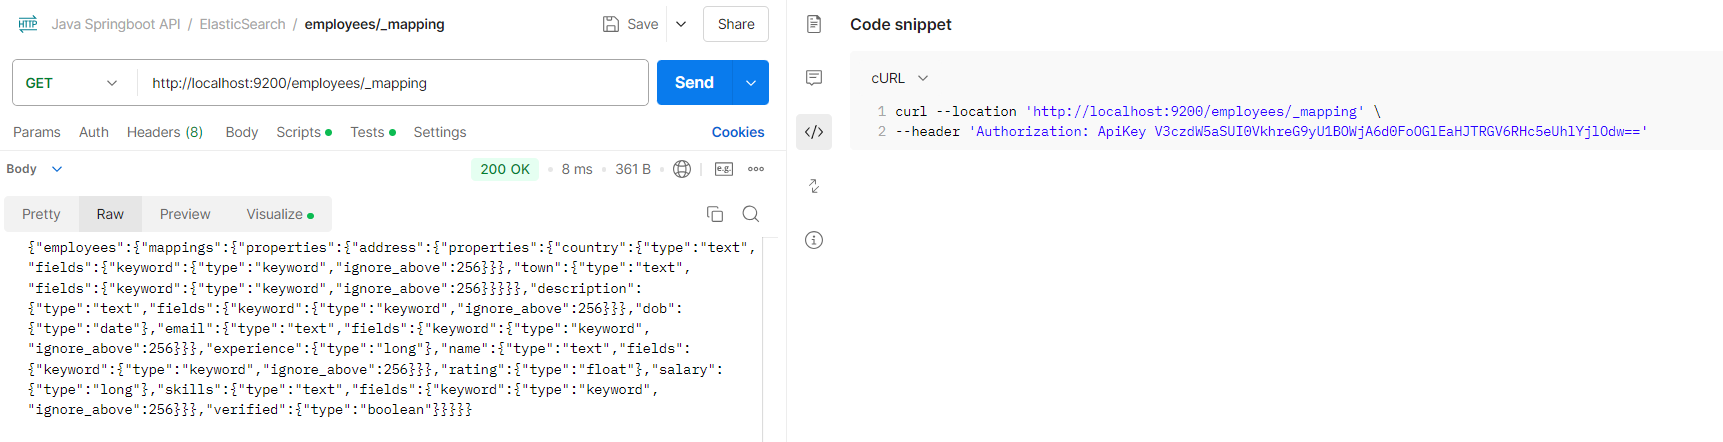 HTTP
Java Springboot API / ElasticSearch / employees/_mapping
Save
Share
GET
http://localhost:9200/employees/_mapping
Send
Params Auth Headers (8) Body Scripts Tests Settings
Cookies
Body
200 OK 8 ms 361 B e.g.
Pretty Raw Preview Visualize
{"employees":{"mappings":{"properties":{"address":{"properties":{"country":{"type":"text",
"fields":{"keyword":{"type":"keyword","ignore_above":256}}},"town":{"type":"text",
"fields":{"keyword":{"type":"keyword","ignore_above":256}}}}},"description":
{"type":"text","fields":{"keyword":{"type":"keyword","ignore_above":256}}},"dob":
{"type":"date"},"email":{"type":"text","fields":{"keyword":{"type":"keyword",
"ignore_above":256}}},"experience":{"type":"long"},"name":{"type":"text","fields":
{"keyword":{"type":"keyword","ignore_above":256}}},"rating":{"type":"float"},"salary":
{"type":"long"},"skills":{"type":"text","fields":{"keyword":{"type":"keyword",
"ignore_above":256}}},"verified":{"type":"boolean"}}}}}
Code snippet
cURL
1 curl --location 'http://localhost:9200/employees/_mapping' \
2 --header 'Authorization: ApiKey V3czdW5aSUI0VkhreG9yU1BOWjA6d0FoOGlEaHJTRGV6RHc5eUhlYjlOdw=='